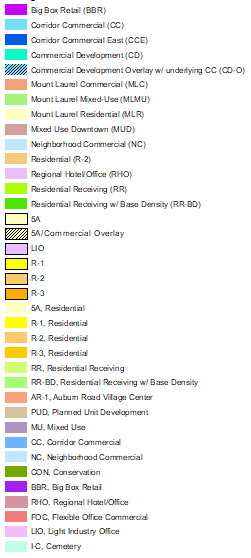 Big Box Retail (BBR)
Corridor Commercial (CC)
Corridor Commercial East (CCE)
Commercial Development (CD)
Commercial Development Overlay w/ underlying CC (CD-O)
Mount Laurel Commercial (MLC)
Mount Laurel Mixed-Use (MLMU)
Mount Laurel Residential (MLR)
Mixed Use Downtown (MUD)
Neighborhood Commercial (NC)
Residential (R-2)
Regional Hotel/Office (RHO)
Residential Receiving (RR)
Residential Receiving w/ Base Density (RR-BD)
5A
5A/Commercial Overlay
LIO
R-1
R-2
R-3
5A, Residential
R-1, Residential
R-2, Residential
R-3, Residential
RR, Residential Receiving
RR-BD, Residential Receiving w/ Base Density
AR-1, Auburn Road Village Center
PUD, Planned Unit Development
MU, Mixed Use
CC, Corridor Commercial
NC, Neighborhood Commercial
CON, Conservation
BBR, Big Box Retail
RHO, Regional Hotel/Office
FOC, Flexible Office Commercial
LIO, Light Industry Office
I-C, Cemetery